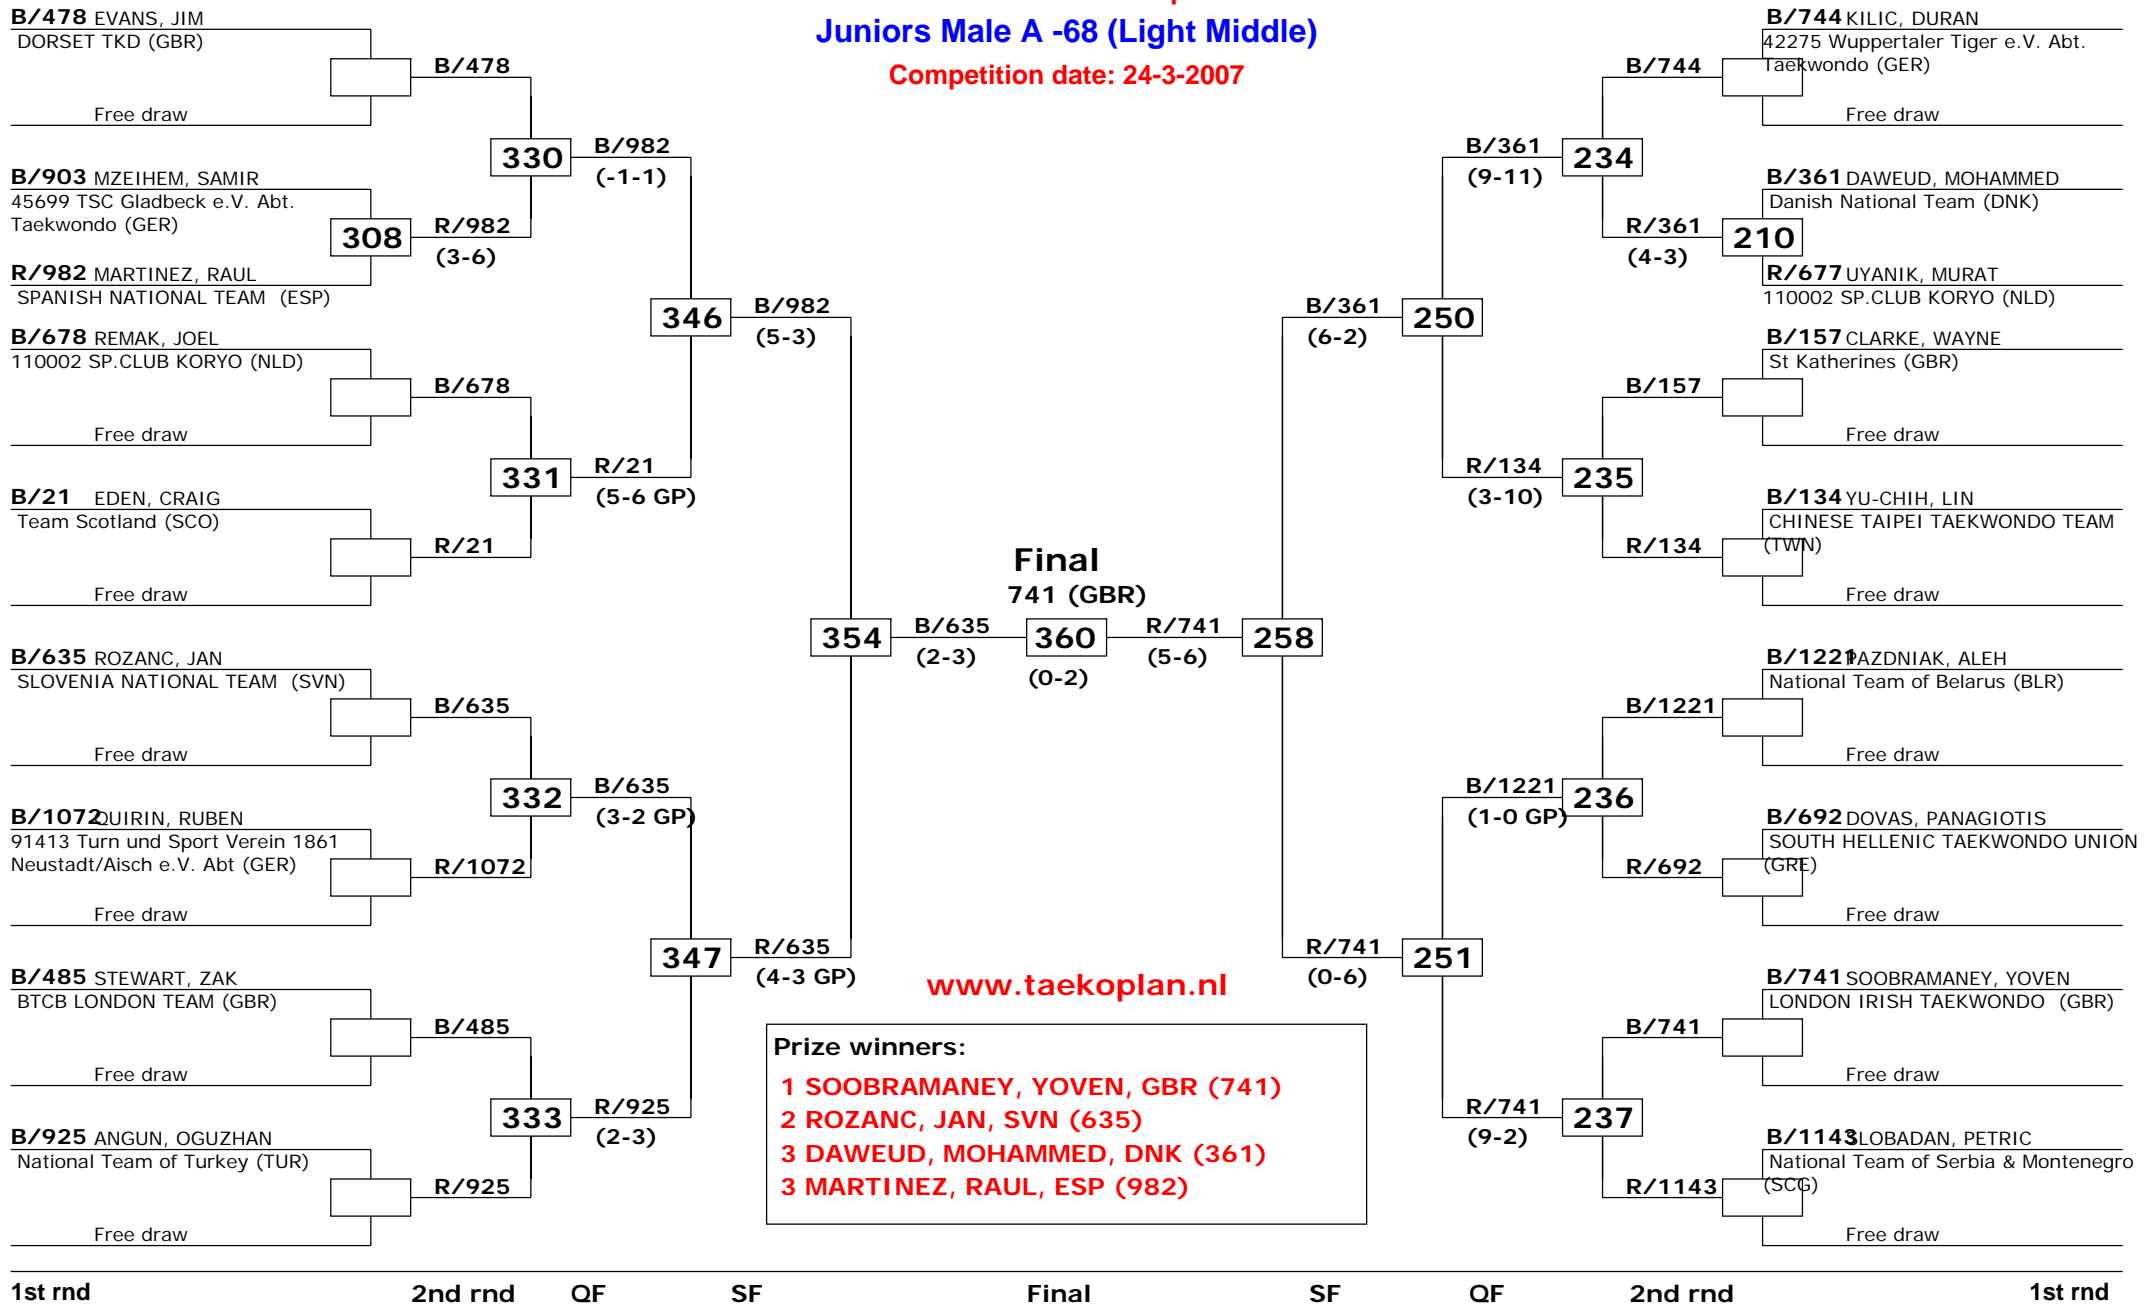 Juniors Male A -68 (Light Middle)
Competition date: 24-3-2007
B/478 EVANS, JIM
DORSET TKD (GBR)
B/478
Free draw
330
B/982
(-1-1)
B/903 MZEIHEM, SAMIR
45699 TSC Gladbeck e.V. Abt.
Taekwondo (GER)
308
R/982
(3-6)
R/982 MARTINEZ, RAUL
SPANISH NATIONAL TEAM (ESP)
346
B/982
(5-3)
B/678 REMAK, JOEL
110002 SP.CLUB KORYO (NLD)
B/678
Free draw
331
R/21
(5-6 GP)
B/21 EDEN, CRAIG
Team Scotland (SCO)
R/21
Free draw
354
B/635
(2-3)
B/635 ROZANC, JAN
SLOVENIA NATIONAL TEAM (SVN)
B/635
Free draw
332
B/635
(3-2 GP)
B/1072 QUIRIN, RUBEN
91413 Turn und Sport Verein 1861
Neustadt/Aisch e.V. Abt (GER)
R/1072
Free draw
347
R/635
(4-3 GP)
B/485 STEWART, ZAK
BTCB LONDON TEAM (GBR)
B/485
Free draw
333
R/925
(2-3)
B/925 ANGUN, OGUZHAN
National Team of Turkey (TUR)
R/925
Free draw
Final
741 (GBR)
360
(0-2)
B/744 KILIC, DURAN
42275 Wuppertaler Tiger e.V. Abt.
Taekwondo (GER)
B/744
Free draw
B/361
(9-11)
234
B/361 DAWEUD, MOHAMMED
Danish National Team (DNK)
R/361
(4-3)
210
R/677 UYANIK, MURAT
110002 SP.CLUB KORYO (NLD)
B/361
(6-2)
250
B/157 CLARKE, WAYNE
St Katherines (GBR)
B/157
Free draw
R/134
(3-10)
235
B/134 YU-CHIH, LIN
CHINESE TAIPEI TAEKWONDO TEAM
(TWN)
R/134
Free draw
R/741
(5-6)
258
B/1221 PAZDNIAK, ALEH
National Team of Belarus (BLR)
B/1221
Free draw
B/1221
(1-0 GP)
236
B/692 DOVAS, PANAGIOTIS
SOUTH HELLENIC TAEKWONDO UNION
(GRE)
R/692
Free draw
R/741
(0-6)
251
B/741 SOOBRAMANEY, YOVEN
LONDON IRISH TAEKWONDO (GBR)
B/741
Free draw
R/741
(9-2)
237
B/1143 SLOBADAN, PETRIC
National Team of Serbia & Montenegro
(SCG)
R/1143
Free draw
www.taekoplan.nl
Prize winners:
1 SOOBRAMANEY, YOVEN, GBR (741)
2 ROZANC, JAN, SVN (635)
3 DAWEUD, MOHAMMED, DNK (361)
3 MARTINEZ, RAUL, ESP (982)
1st rnd 2nd rnd QF SF Final SF QF 2nd rnd 1st rnd